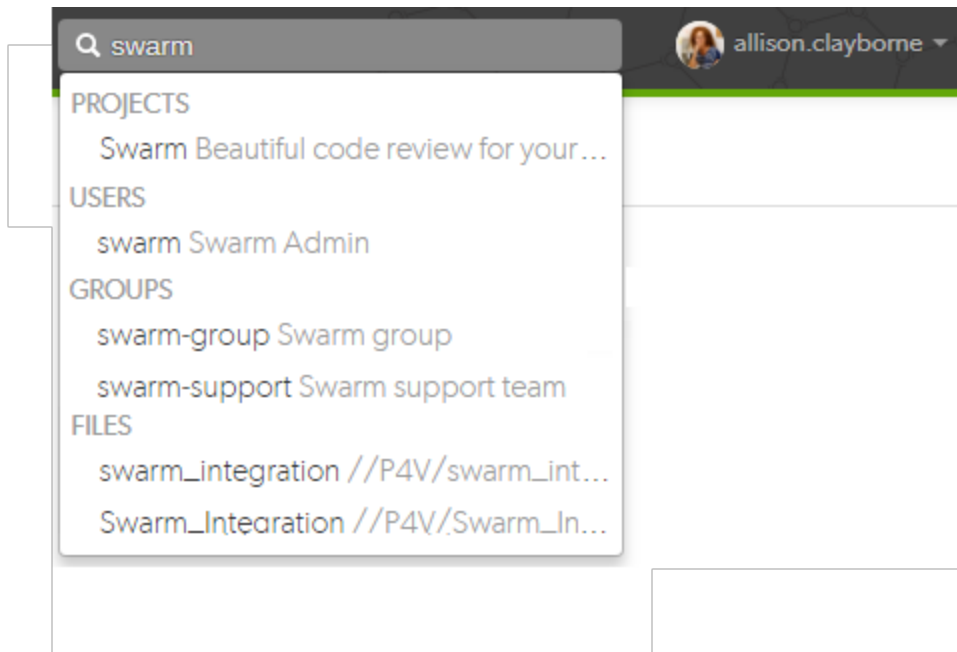 swarm
allison.clayborne
PROJECTS
Swarm Beautiful code review for your...
USERS
swarm Swarm Admin
GROUPS
swarm-group Swarm group
swarm-support Swarm support team
FILES
swarm_integration //P4V/swarm_int...
Swarm_Integration //P4V/Swarm_In...